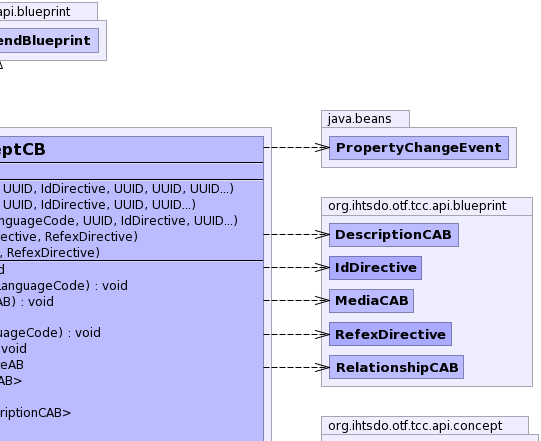 api.blueprint
endBlueprint
eptCB
UUID, IdDirective, UUID, UUID, UUID...)
UUID, IdDirective, UUID, UUID...)
nguageCode, UUID, IdDirective, UUID...)
ective, RefexDirective)
, RefexDirective)
d
LanguageCode) : void
AB) : void
uageCode) : void
void
eAB
CAB>
riptionCAB>
java.beans
PropertyChangeEvent
org.ihtsdo.otf.tcc.api.blueprint
DescriptionCAB
IdDirective
MediaCAB
RefexDirective
RelationshipCAB
org.ihtsdo.otf.tcc.api.concept